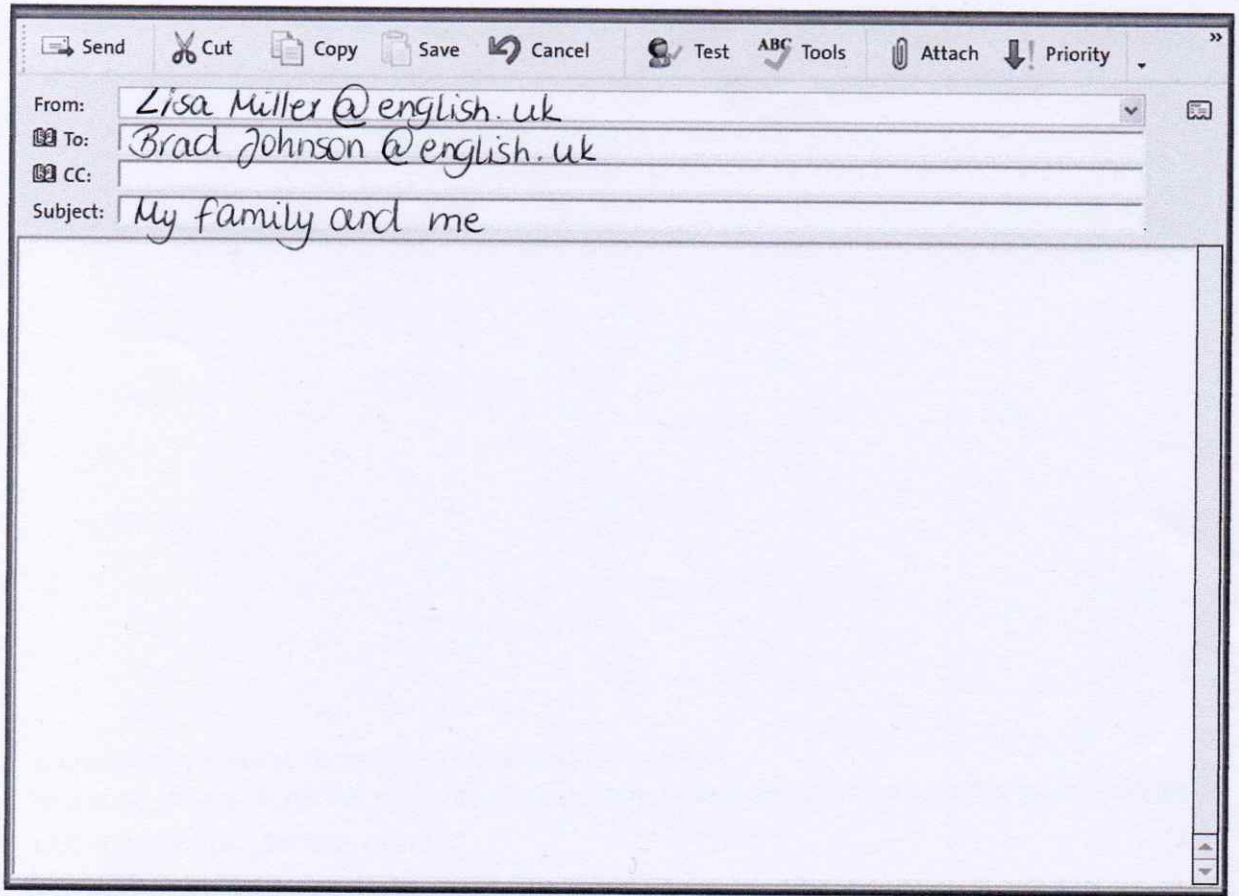 Send Cut Copy Save Cancel Test ABC Tools Attach Priority »
From: Lisa Miller @ english. uk
To: Brad Johnson @ english. uk
CC:
Subject: My family and me